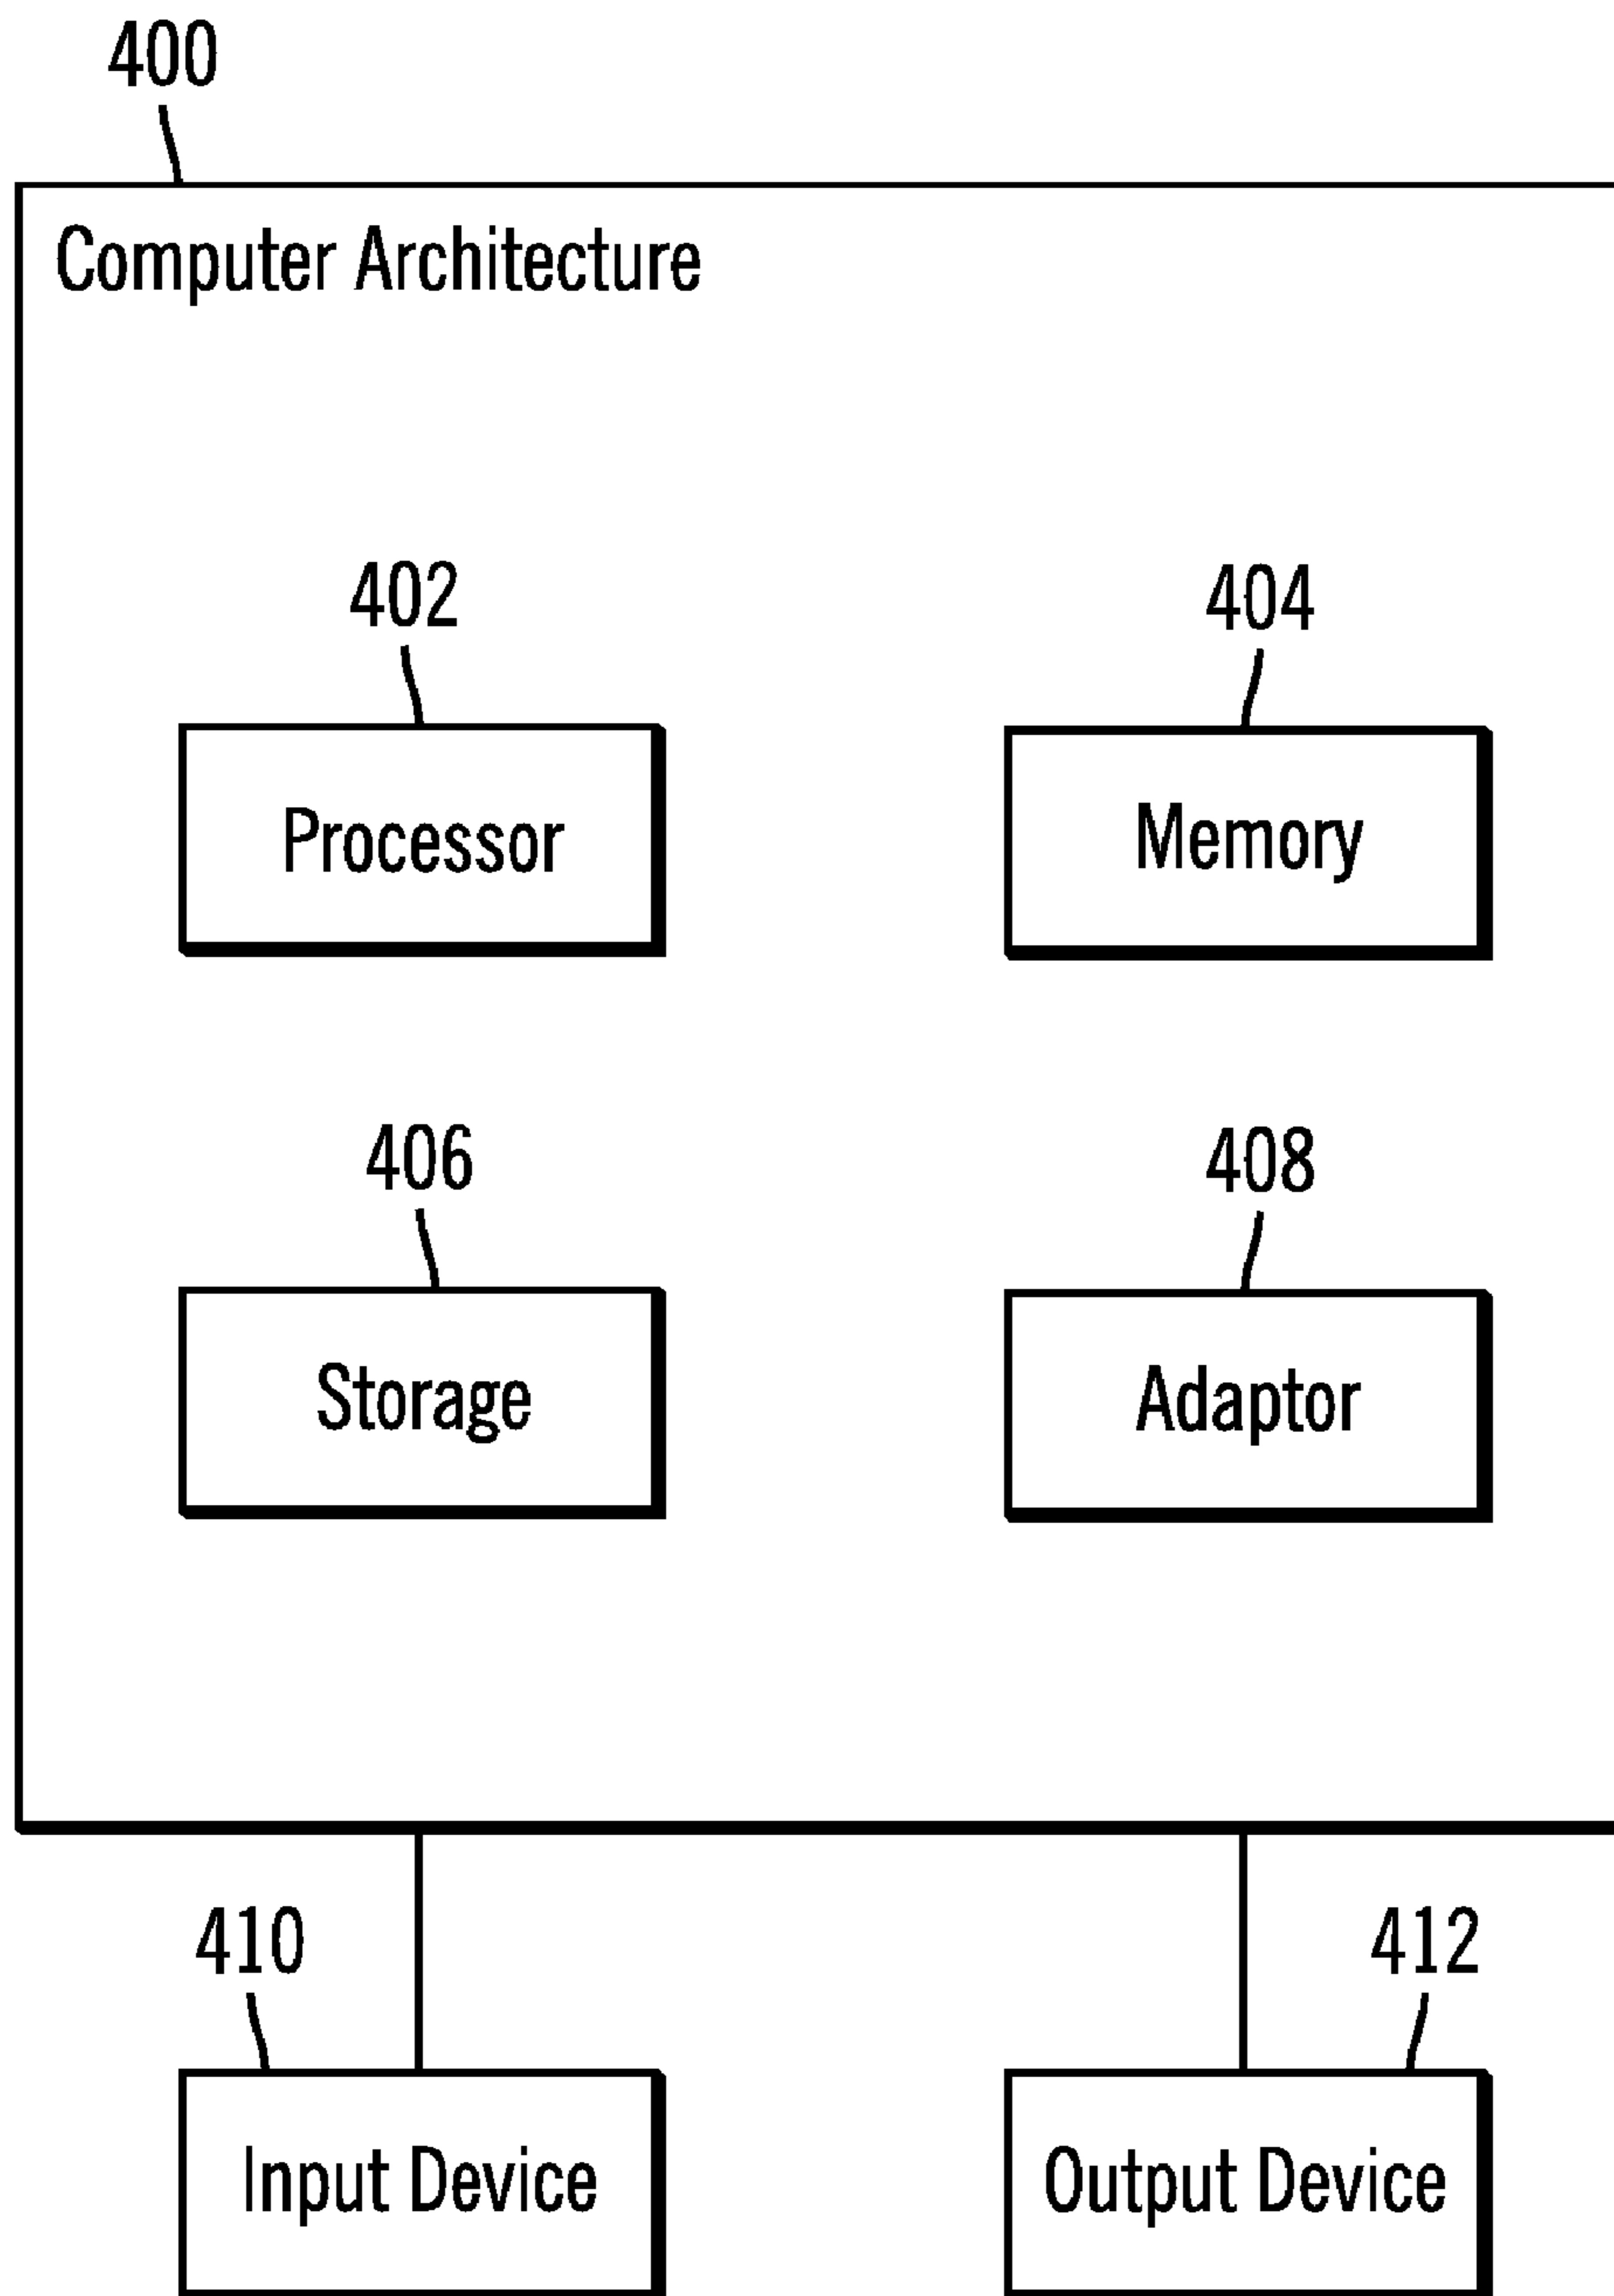 400
Computer Architecture
402
404
Processor
Memory
406
408
Storage
Adaptor
410
412
Input Device
Output Device